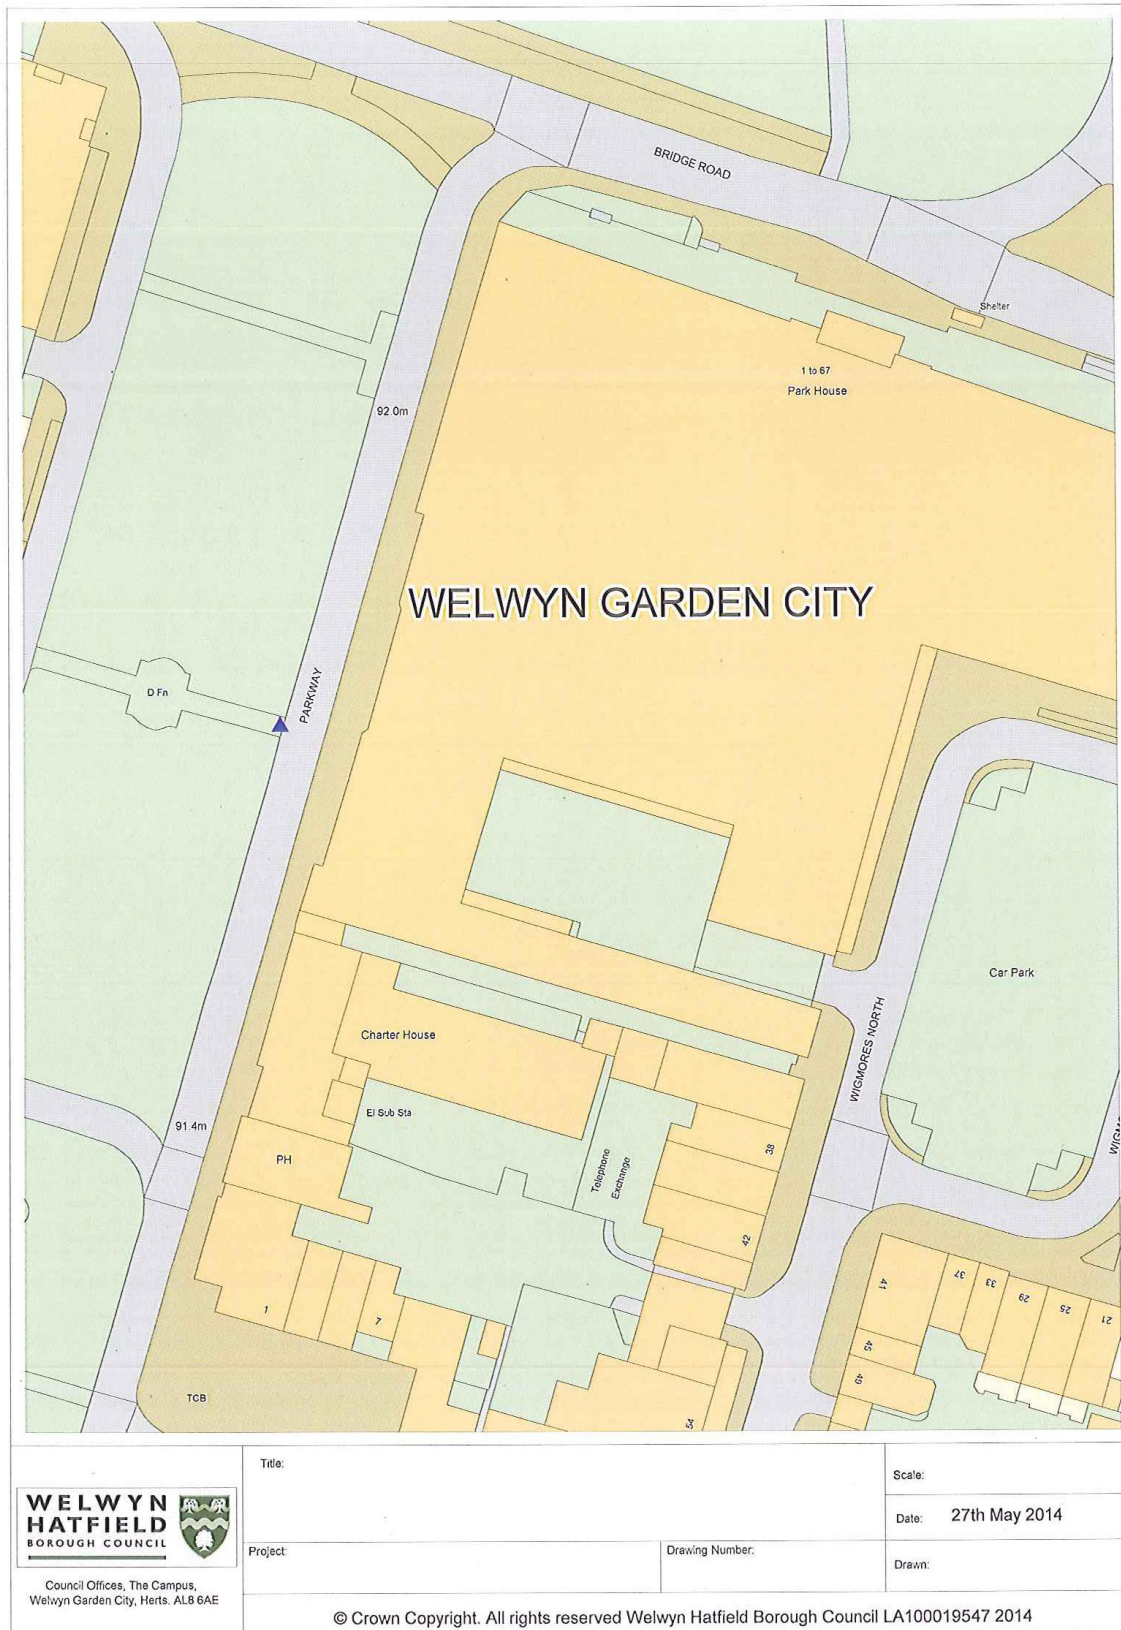 BRIDGE ROAD
Shelter
1 to 67
Park House
92.0m
WELWYN GARDEN CITY
D Fn
PARKWAY
Car Park
WIGMORES NORTH
Charter House
El Sub Sta
91.4m
PH
Telephone
Exchange
38
42
41
37
33
29
25
21
45
49
1
7
TCB
54
WELWYN
HATFIELD
BOROUGH COUNCIL
Council Offices, The Campus,
Welwyn Garden City, Herts. AL8 6AE
Title:
Scale:
Date: 27th May 2014
Project:
Drawing Number:
Drawn:
© Crown Copyright. All rights reserved Welwyn Hatfield Borough Council LA100019547 2014